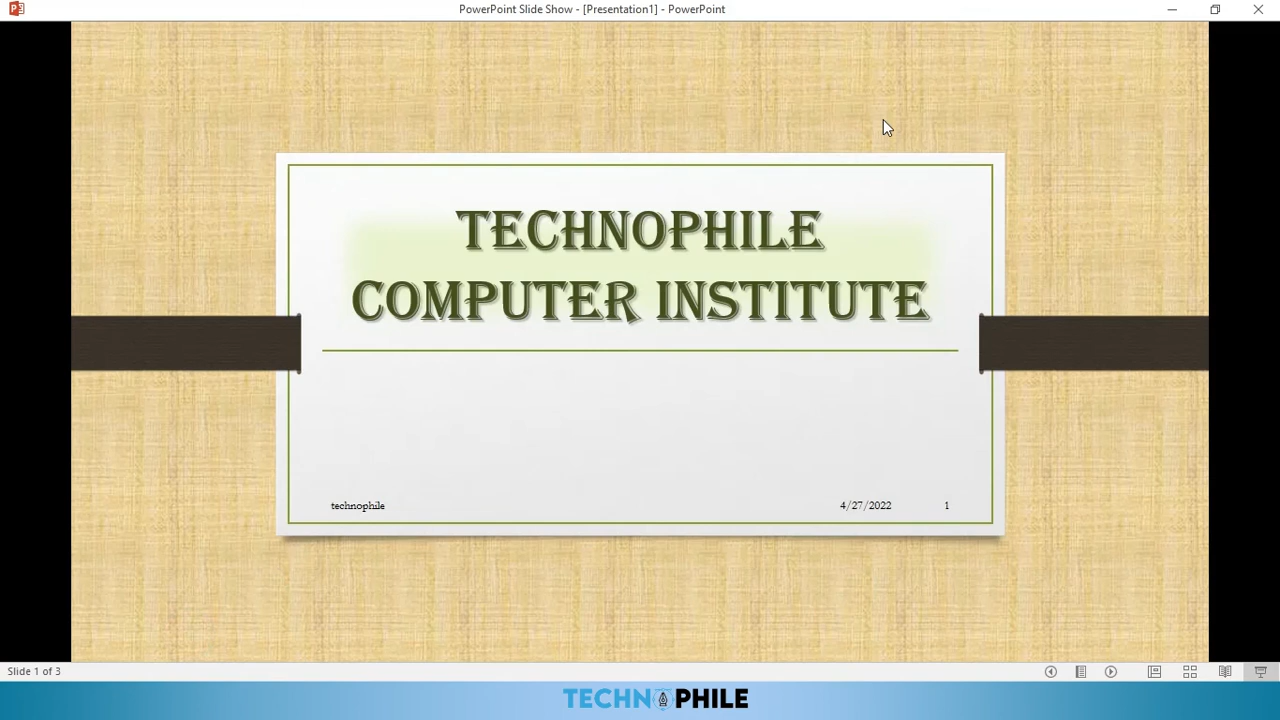 PowerPoint Slide Show - [Presentation1] - PowerPoint
TECHNOPHILE
COMPUTER INSTITUTE
technophile 4/27/2022 1
Slide 1 of 3
TECHNOPHILE